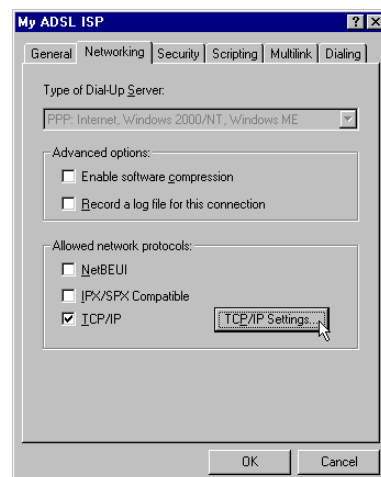 My ADSL ISP
General Networking Security Scripting Multilink Dialing
Type of Dial-Up Server:
PPP: Internet, Windows 2000/NT, Windows ME
Advanced options:
Enable software compression
Record a log file for this connection
Allowed network protocols:
NetBEUI
IPX/SPX Compatible
TCP/IP TCP/IP Settings...
OK Cancel